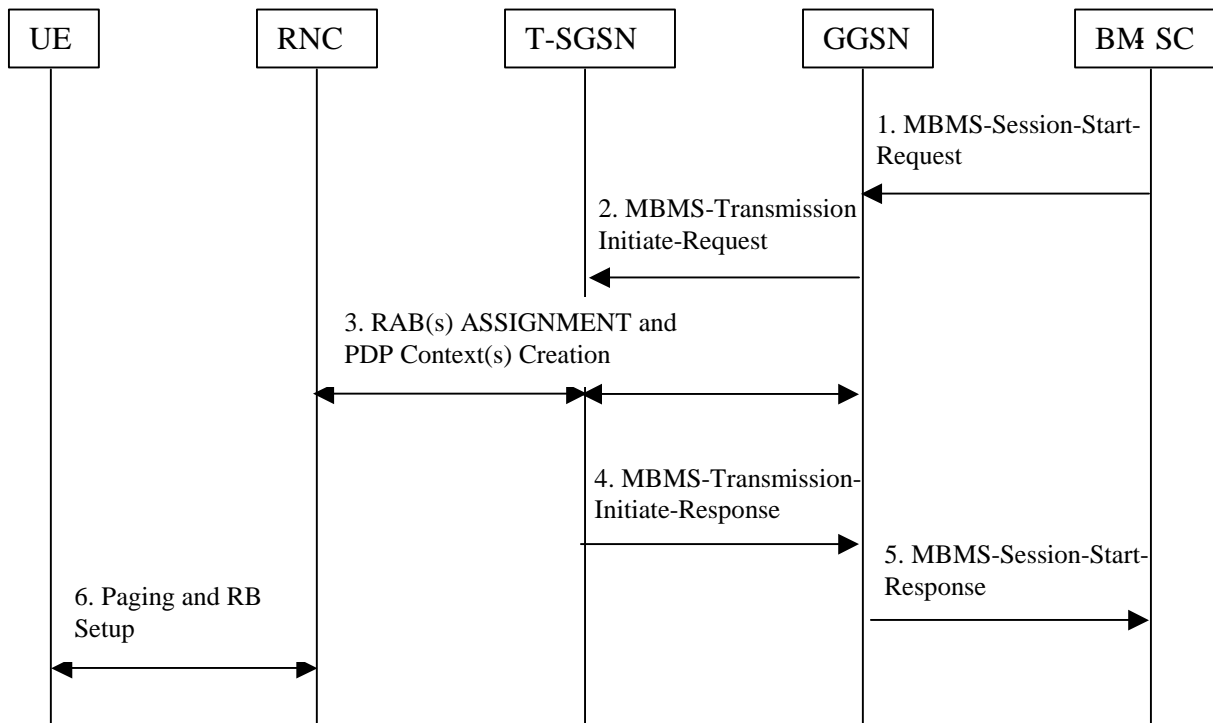 UE
RNC
T-SGSN
GGSN
BM4 SC
1. MBMS-Session-Start-
Request
2. MBMS-Transmission
Initiate-Request
3. RAB(s) ASSIGNMENT and
PDP Context(s) Creation
4. MBMS-Transmission-
Initiate-Response
5. MBMS-Session-Start-
Response
6. Paging and RB
Setup